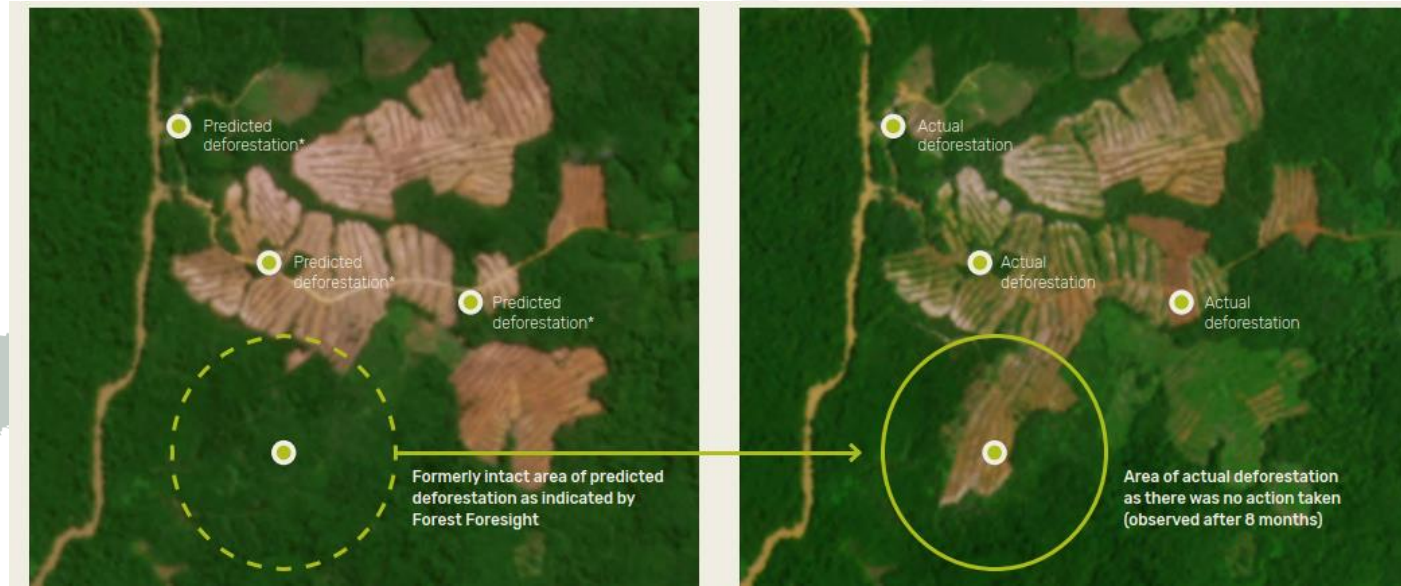 Predicted
deforestation*
Predicted
deforestation*
Predicted
deforestation*
Formerly intact area of predicted
deforestation as indicated by
Forest Foresight
Actual
deforestation
Actual
deforestation
Actual
deforestation
Area of actual deforestation
as there was no action taken
(observed after 8 months)